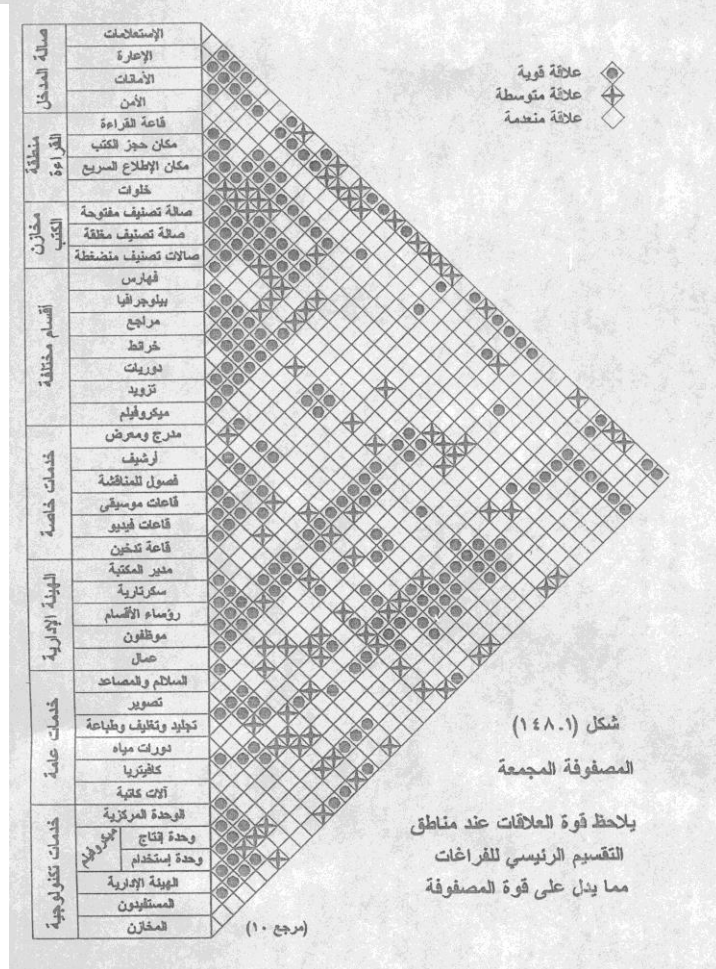 علاقة قوية
علاقة متوسطة
علاقة منعدمة
صالة المدخل
الإستعلامات
الإعارة
الأمانات
الأمن
منطقة القراءة
قاعة القراءة
مكان حجز الكتب
مكان الإطلاع السريع
خلوات
مخازن الكتب
صالة تصنيف مفتوحة
صالة تصنيف مغلقة
صالات تصنيف منضغطة
أقسام مختلفة
فهارس
ببلوجرافيا
مراجع
خرائط
دوريات
تزويد
ميكروفيلم
خدمات خاصة
مدرج ومعرض
أرشيف
فصول للمناقشة
قاعات موسيقى
قاعات فيديو
قاعة تدخين
الهيئة الإدارية
مدير المكتبة
سكرتارية
رؤساء الأقسام
موظفون
عمال
خدمات عامة
السلالم والمصاعد
تصوير
تجليد وتغليف وطباعة
دورات مياه
كافيتريا
آلات كاتبة
خدمات تكنولوجية
الوحدة المركزية
ميكروفيلم
وحدة إنتاج
وحدة إستخدام
الهيئة الإدارية
المستفيدون
المخازن
شكل (١٤٨.١)
المصفوفة المجمعة
يلاحظ قوة العلاقات عند مناطق
التقسيم الرئيسي للفراغات
مما يدل على قوة المصفوفة
(مرجع ١٠)